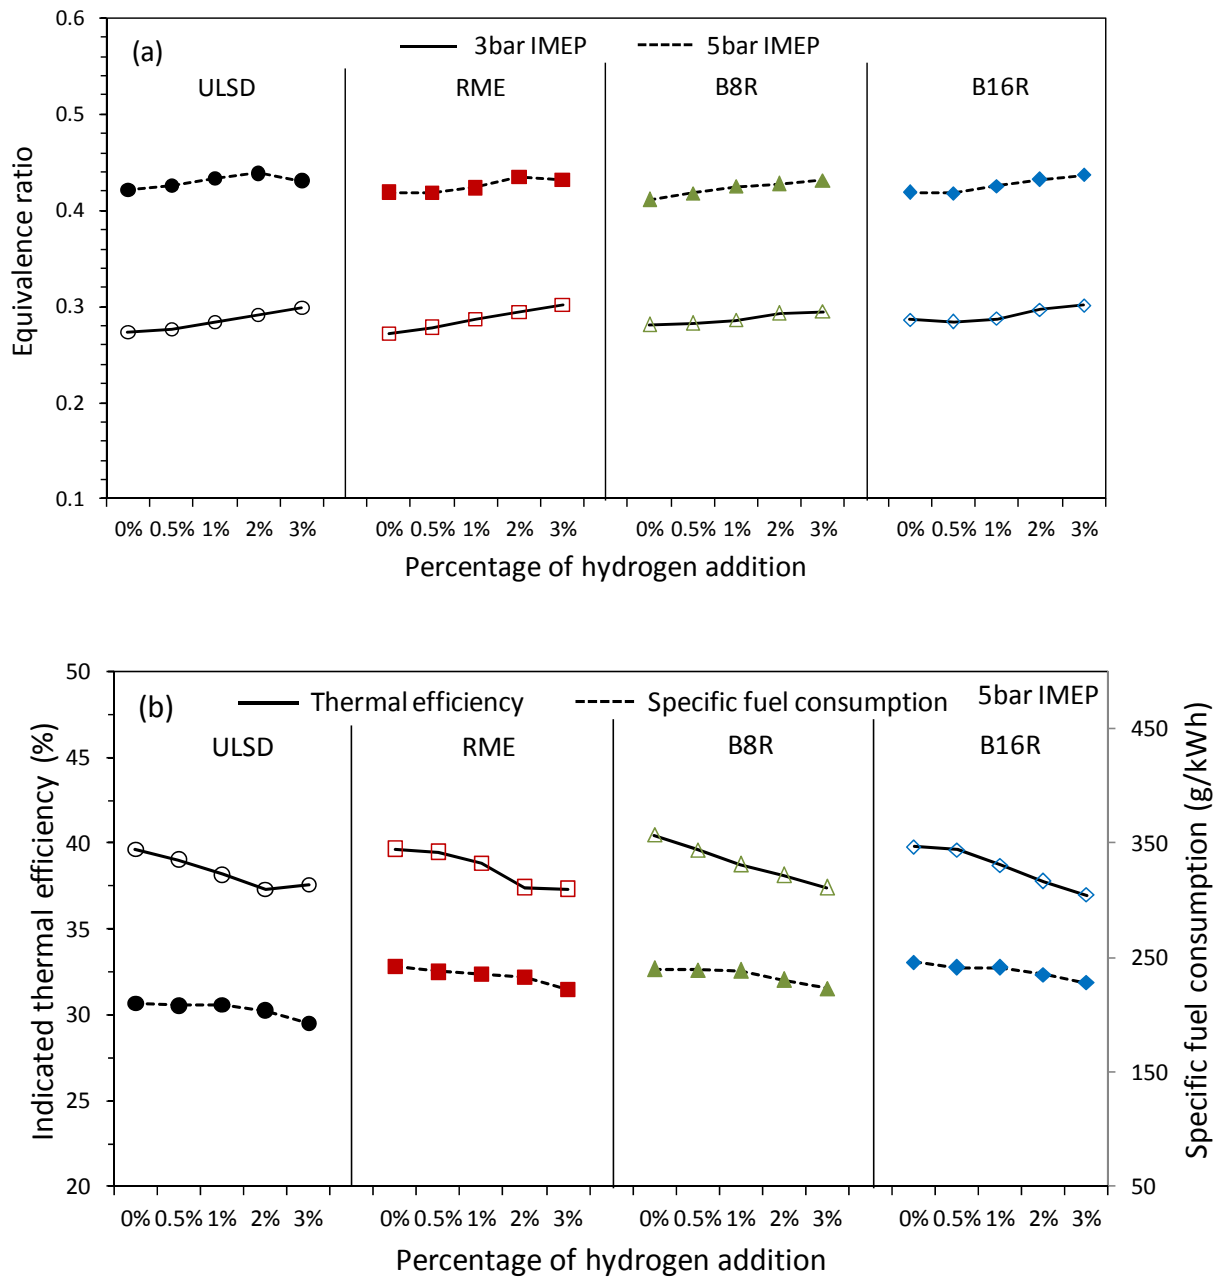 0.6
(a)
3bar IMEP
5bar IMEP
ULSD
RME
B8R
B16R
0.5
0.4
0.3
0.2
0.1
Equivalence ratio
0% 0.5% 1% 2% 3%
0% 0.5% 1% 2% 3%
0% 0.5% 1% 2% 3%
0% 0.5% 1% 2% 3%
Percentage of hydrogen addition
50
(b)
Thermal efficiency
Specific fuel consumption
5bar IMEP
ULSD
RME
B8R
B16R
45
40
35
30
25
20
Indicated thermal efficiency (%)
450
350
250
150
50
Specific fuel consumption (g/kWh)
0% 0.5% 1% 2% 3%
0% 0.5% 1% 2% 3%
0% 0.5% 1% 2% 3%
0% 0.5% 1% 2% 3%
Percentage of hydrogen addition